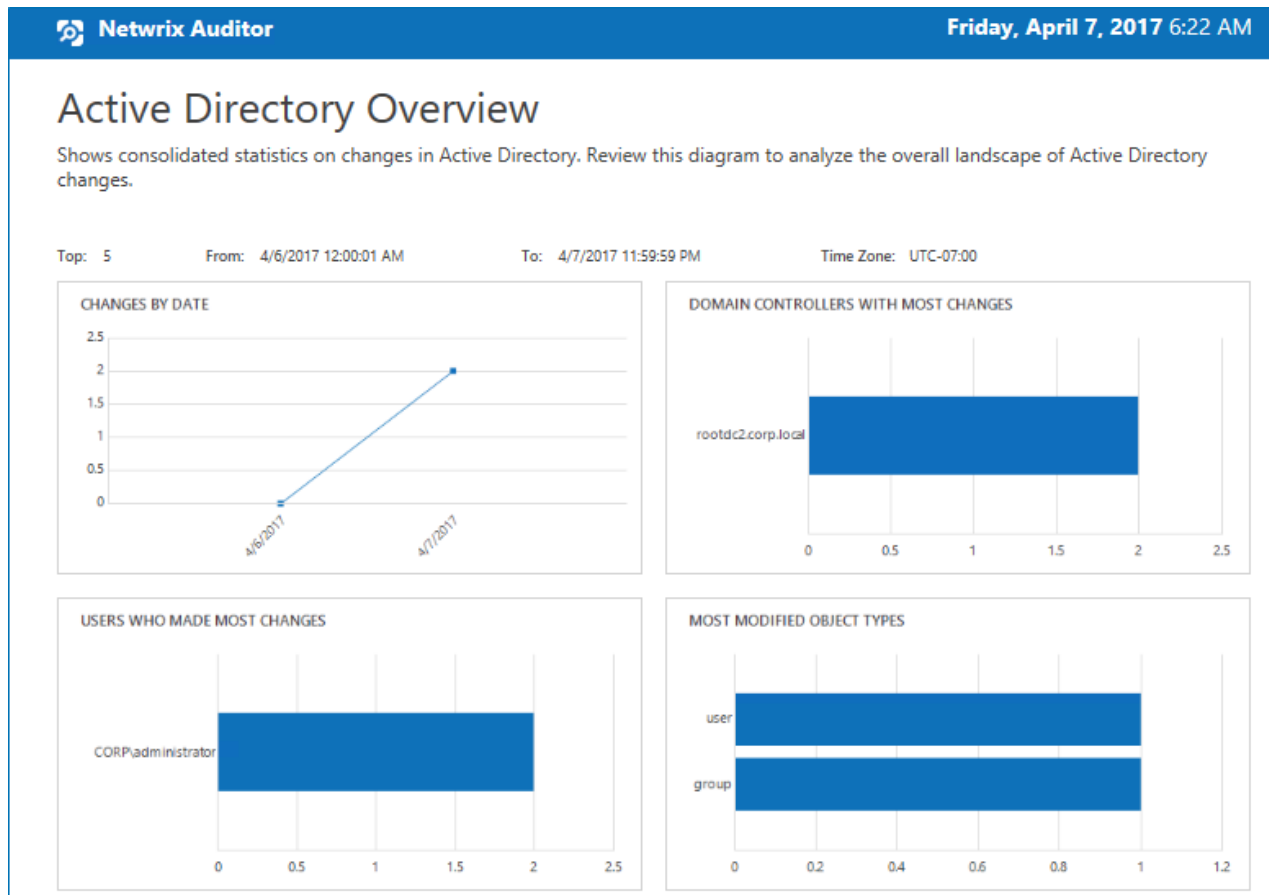 Netwrix Auditor
Friday, April 7, 2017 6:22 AM
Active Directory Overview
Shows consolidated statistics on changes in Active Directory. Review this diagram to analyze the overall landscape of Active Directory
changes.
Top: 5 From: 4/6/2017 12:00:01 AM To: 4/7/2017 11:59:59 PM Time Zone: UTC-07:00
CHANGES BY DATE
2.5
2
1.5
1
0.5
0
4/6/2017 4/7/2017
DOMAIN CONTROLLERS WITH MOST CHANGES
rootdc2.corp.local
0 0.5 1 1.5 2 2.5
USERS WHO MADE MOST CHANGES
CORP\administrator
0 0.5 1 1.5 2 2.5
MOST MODIFIED OBJECT TYPES
user
group
0 0.2 0.4 0.6 0.8 1 1.2